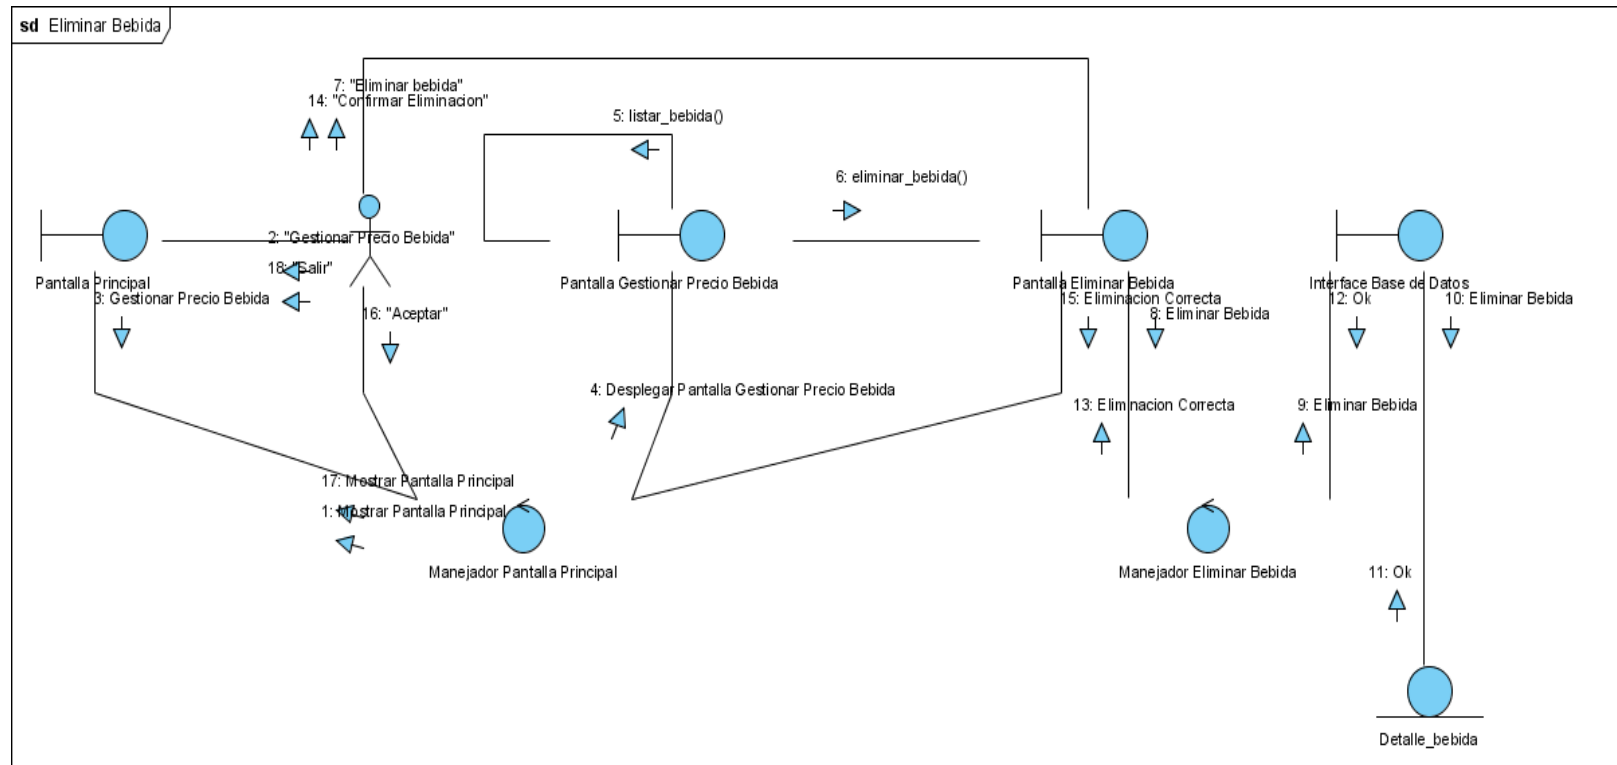 sd Eliminar Bebida
7: "Eliminar bebida"
14: "Confirmar Eliminacion"
5: listar_bebida()
6: eliminar_bebida()
2: "Gestionar Precio Bebida"
18: "Salir"
Pantalla Principal
Pantalla Gestionar Precio Bebida
Pantalla Eliminar Bebida
Interface Base de Datos
3: Gestionar Precio Bebida
15: Eliminacion Correcta
12: Ok
10: Eliminar Bebida
16: "Aceptar"
8: Eliminar Bebida
4: Desplegar Pantalla Gestionar Precio Bebida
13: Eliminacion Correcta
9: Eliminar Bebida
17: Mostrar Pantalla Principal
1: Mostrar Pantalla Principal
Manejador Pantalla Principal
Manejador Eliminar Bebida
11: Ok
Detalle_bebida